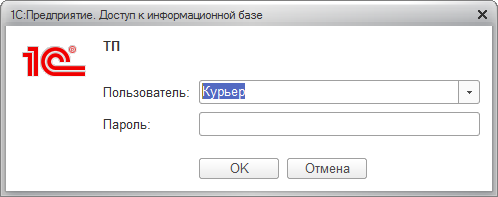 1С:Предприятие. Доступ к информационной базе
1С®
ТП
Пользователь: Курьер
Пароль:
OK Отмена